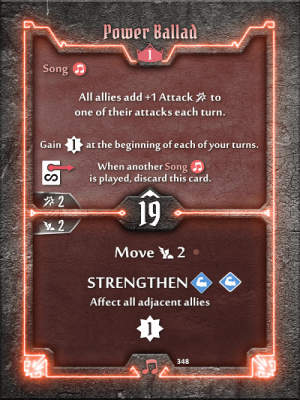 Power Ballad
1
Song
All allies add +1 Attack to
one of their attacks each turn.
Gain 1 at the beginning of each of your turns.
When another Song
is played, discard this card.
2
19
2
Move 2
STRENGTHEN
Affect all adjacent allies
1
348